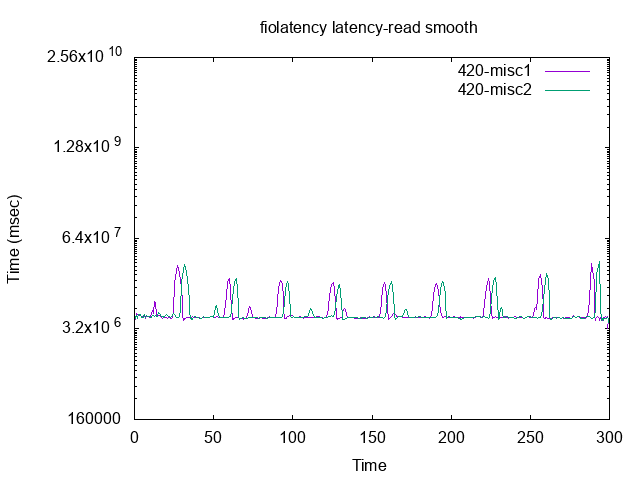 fiolatency latency-read smooth
2.56x10 10
1.28x10 9
6.4x10 7
3.2x10 6
160000
Time (msec)
420-misc1
420-misc2
0 50 100 150 200 250 300
Time